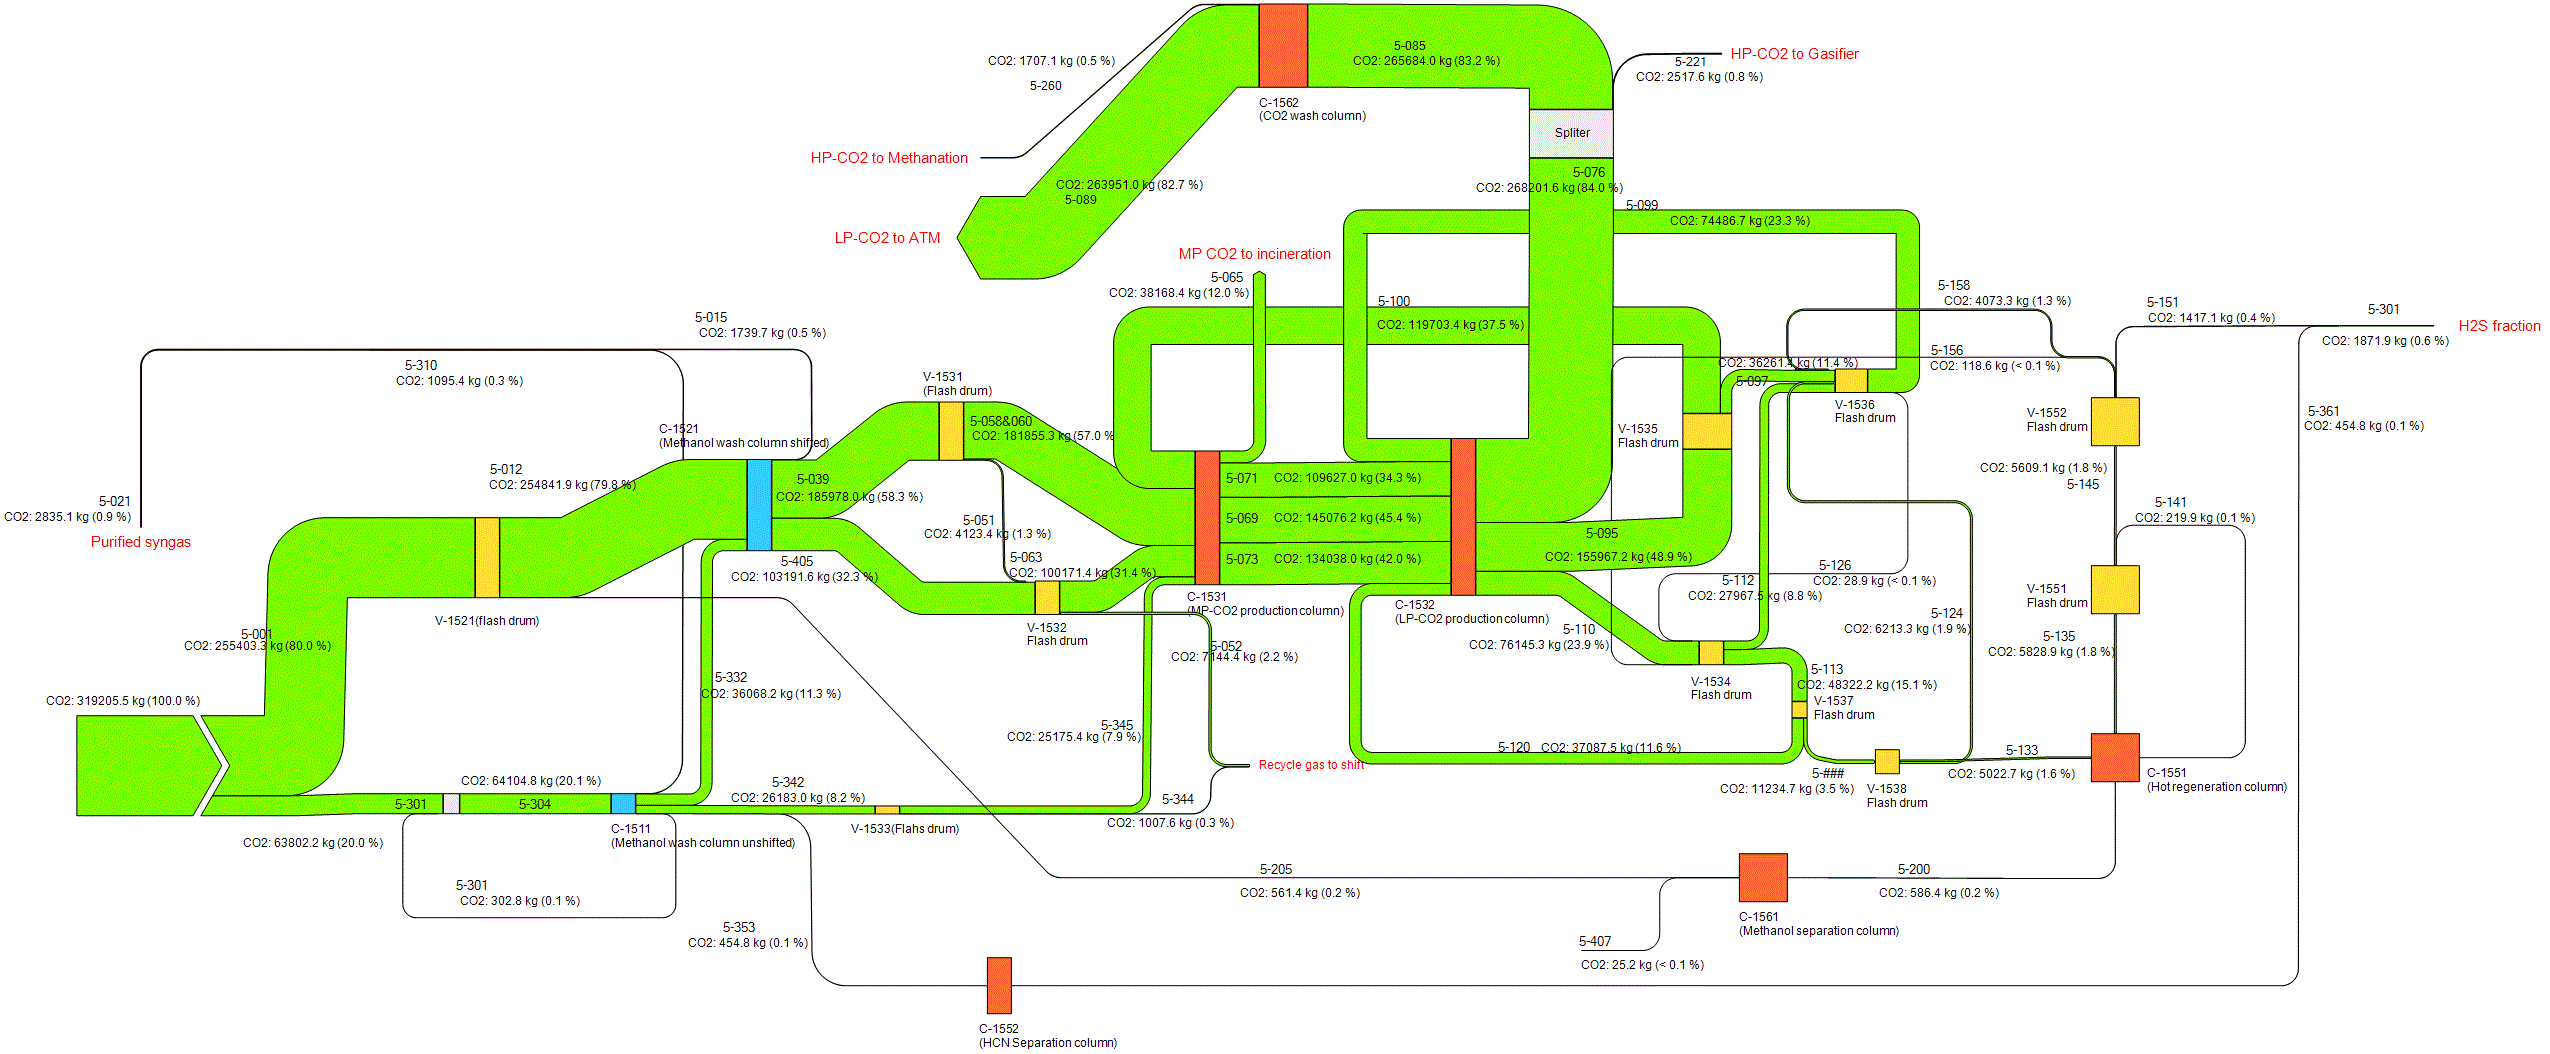 5-085
CO2: 265684.0 kg (83.2 %)
HP-CO2 to Gasifier
5-221
CO2: 2517.6 kg (0.8 %)
CO2: 1707.1 kg (0.5 %)
5-260
C-1562
(CO2 wash column)
Spliter
HP-CO2 to Methanation
5-076
CO2: 268201.6 kg (84.0 %)
CO2: 263951.0 kg (82.7 %)
5-089
5-099
CO2: 74486.7 kg (23.3 %)
LP-CO2 to ATM
MP CO2 to incineration
5-065
CO2: 38168.4 kg (12.0 %)
5-100
CO2: 119703.4 kg (37.5 %)
5-158
CO2: 4073.3 kg (1.3 %)
5-151
CO2: 1417.1 kg (0.4 %)
5-301
H2S fraction
CO2: 1871.9 kg (0.6 %)
5-015
CO2: 1739.7 kg (0.5 %)
5-310
CO2: 1095.4 kg (0.3 %)
V-1531
(Flash drum)
5-156
CO2: 118.6 kg (< 0.1 %)
CO2: 36261.4 kg (11.4 %)
5-097
V-1536
Flash drum
V-1552
Flash drum
5-361
CO2: 454.8 kg (0.1 %)
C-1521
(Methanol wash column shifted)
5-058&060
CO2: 181855.3 kg (57.0 %
V-1535
Flash drum
5-012
CO2: 254841.9 kg (79.8 %)
5-039
CO2: 185978.0 kg (58.3 %)
5-071
CO2: 109627.0 kg (34.3 %)
CO2: 5609.1 kg (1.8 %)
5-145
5-021
CO2: 2835.1 kg (0.9 %)
Purified syngas
5-051
CO2: 4123.4 kg (1.3 %)
5-069
CO2: 145076.2 kg (45.4 %)
5-141
CO2: 219.9 kg (0.1 %)
5-095
CO2: 155967.2 kg (48.9 %)
5-405
CO2: 103191.6 kg (32.3 %)
5-063
CO2: 100171.4 kg (31.4 %)
5-073
CO2: 134038.0 kg (42.0 %)
5-126
CO2: 28.9 kg (< 0.1 %)
5-112
CO2: 27967.5 kg (8.8 %)
V-1551
Flash drum
C-1531
(MP-CO2 production column)
C-1532
(LP-CO2 production column)
V-1521(flash drum)
V-1532
Flash drum
5-124
CO2: 6213.3 kg (1.9 %)
5-001
CO2: 255403.3 kg (80.0 %)
5-052
CO2: 7144.4 kg (2.2 %)
5-110
CO2: 76145.3 kg (23.9 %)
5-135
CO2: 5828.9 kg (1.8 %)
5-332
CO2: 36068.2 kg (11.3 %)
V-1534
Flash drum
5-113
CO2: 48322.2 kg (15.1 %)
CO2: 319205.5 kg (100.0 %)
V-1537
Flash drum
5-345
CO2: 25175.4 kg (7.9 %)
5-120
CO2: 37087.5 kg (11.6 %)
5-133
CO2: 5022.7 kg (1.6 %)
Recycle gas to shift
5-###
CO2: 11234.7 kg (3.5 %)
V-1538
Flash drum
C-1551
(Hot regeneration column)
CO2: 64104.8 kg (20.1 %)
5-342
CO2: 26183.0 kg (8.2 %)
5-301
5-304
5-344
CO2: 1007.6 kg (0.3 %)
C-1511
(Methanol wash column unshifted)
V-1533(Flahs drum)
CO2: 63802.2 kg (20.0 %)
5-301
CO2: 302.8 kg (0.1 %)
5-205
CO2: 561.4 kg (0.2 %)
5-200
CO2: 586.4 kg (0.2 %)
C-1561
(Methanol separation column)
5-353
CO2: 454.8 kg (0.1 %)
5-407
CO2: 25.2 kg (< 0.1 %)
C-1552
(HCN Separation column)